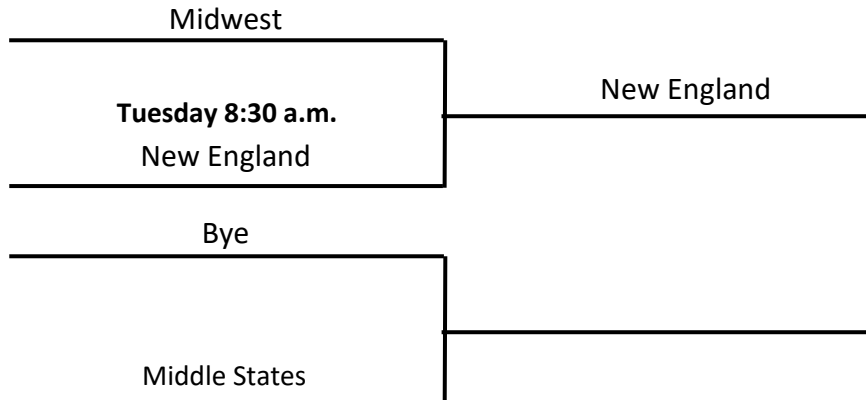 Midwest
New England
Tuesday 8:30 a.m.
New England
Bye
Middle States